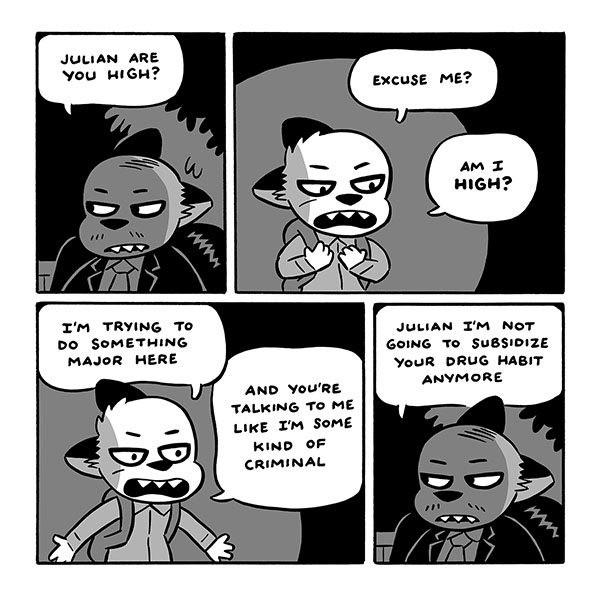 JULIAN ARE
YOU HIGH?
EXCUSE ME?
AM I
HIGH?
I'M TRYING TO
DO SOMETHING
MAJOR HERE
AND YOU'RE
TALKING TO ME
LIKE I'M SOME
KIND OF
CRIMINAL
JULIAN I'M NOT
GOING TO SUBSIDIZE
YOUR DRUG HABIT
ANYMORE